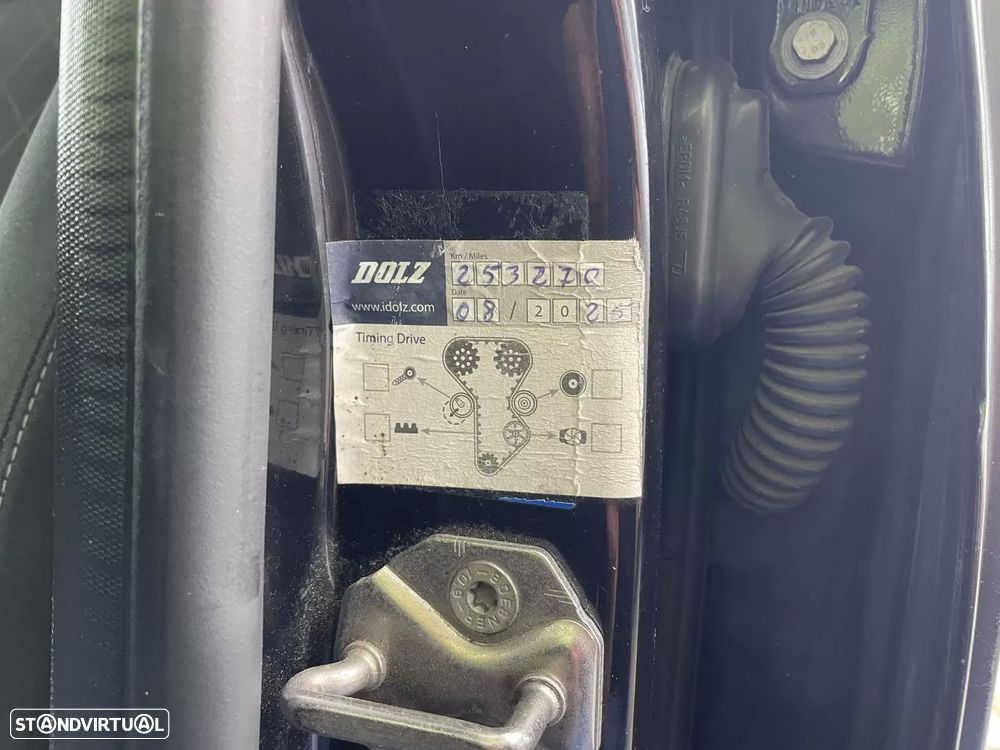 DOLZ
www.idolz.com
Km / Miles
253270
Date
08 / 2025
Timing Drive
STANDVIRTUAL